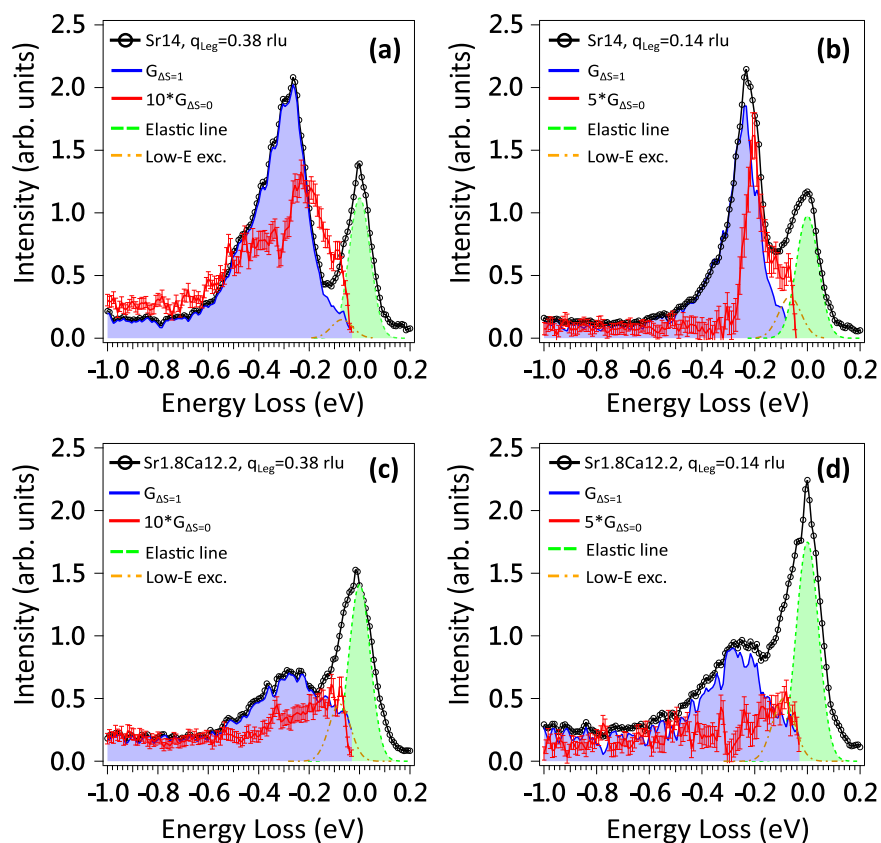 (a)
Sr14, qLeg=0.38 rlu
GΔS=1
10*GΔS=0
Elastic line
Low-E exc.
Intensity (arb. units)
2.5
2.0
1.5
1.0
0.5
0.0
-1.0 -0.8 -0.6 -0.4 -0.2 0.0 0.2
Energy Loss (eV)
(b)
Sr14, qLeg=0.14 rlu
GΔS=1
5*GΔS=0
Elastic line
Low-E exc.
Intensity (arb. units)
2.5
2.0
1.5
1.0
0.5
0.0
-1.0 -0.8 -0.6 -0.4 -0.2 0.0 0.2
Energy Loss (eV)
(c)
Sr1.8Ca12.2, qLeg=0.38 rlu
GΔS=1
10*GΔS=0
Elastic line
Low-E exc.
Intensity (arb. units)
2.5
2.0
1.5
1.0
0.5
0.0
-1.0 -0.8 -0.6 -0.4 -0.2 0.0 0.2
Energy Loss (eV)
(d)
Sr1.8Ca12.2, qLeg=0.14 rlu
GΔS=1
5*GΔS=0
Elastic line
Low-E exc.
Intensity (arb. units)
2.5
2.0
1.5
1.0
0.5
0.0
-1.0 -0.8 -0.6 -0.4 -0.2 0.0 0.2
Energy Loss (eV)